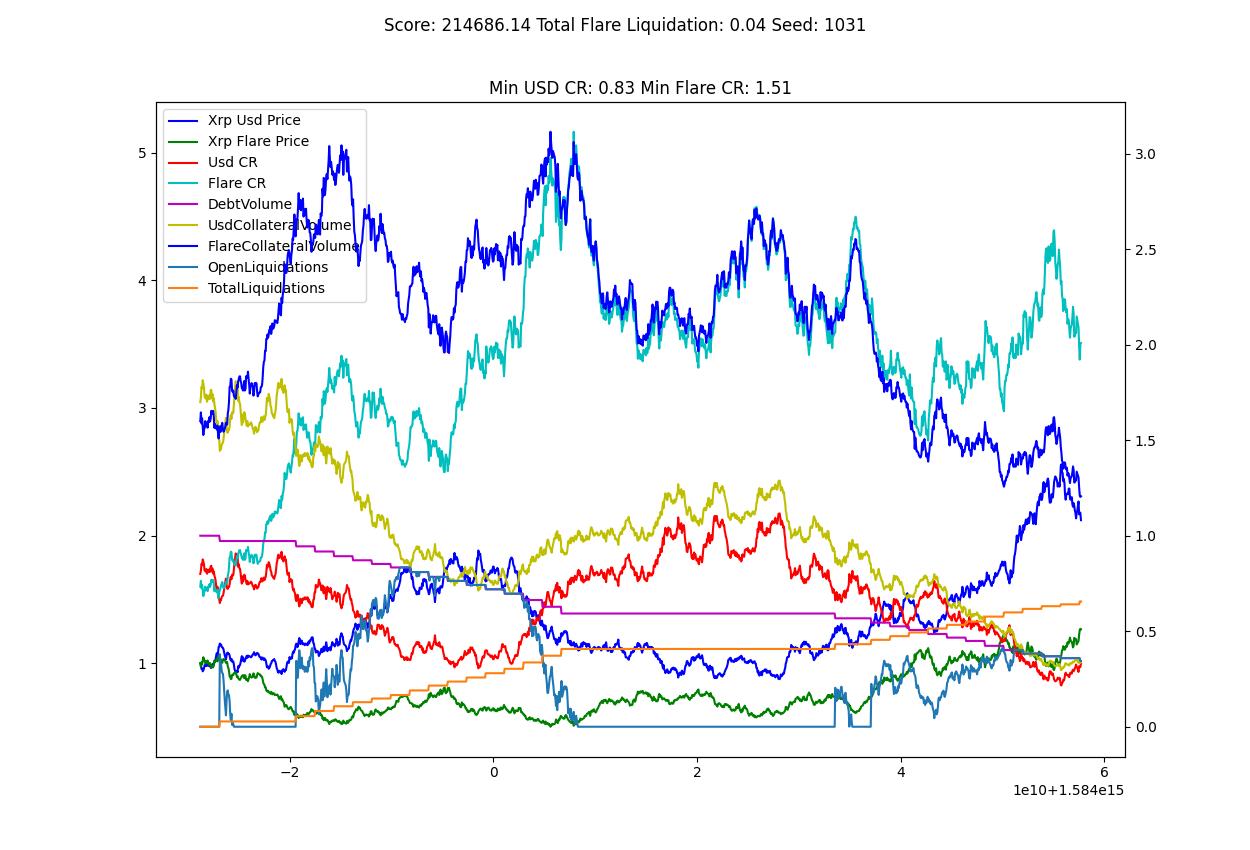 Score: 214686.14 Total Flare Liquidation: 0.04 Seed: 1031
Min USD CR: 0.83 Min Flare CR: 1.51
Xrp Usd Price
Xrp Flare Price
Usd CR
Flare CR
DebtVolume
UsdCollateralVolume
FlareCollateralVolume
OpenLiquidations
TotalLiquidations
5
4
3
2
1
3.0
2.5
2.0
1.5
1.0
0.5
0.0
−2
0
2
4
6
1e10+1.584e15